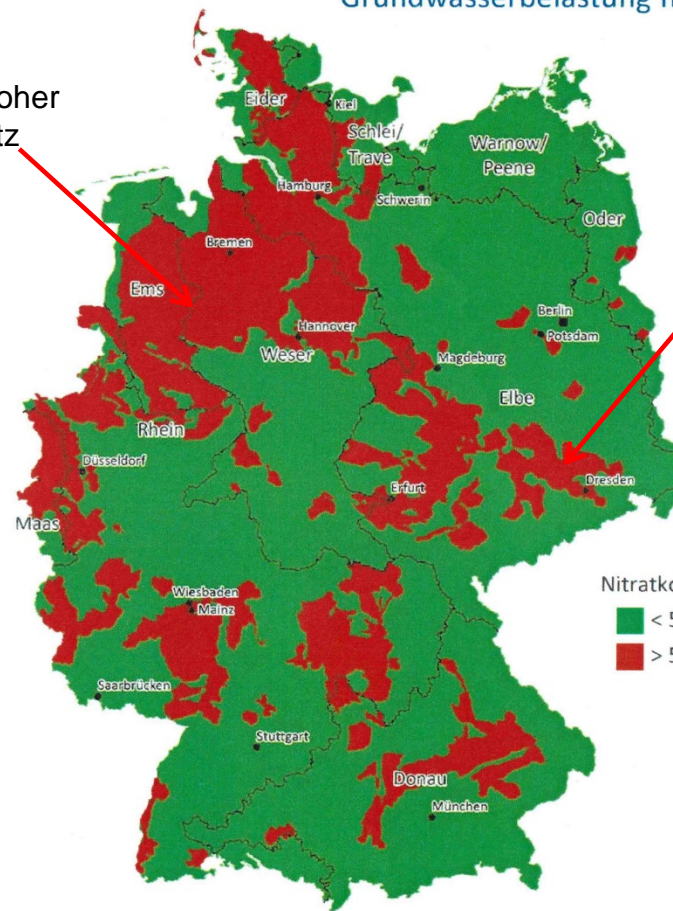 Grundwasserbelastung
oher
tz
Eider
Kiel
Schlei/
Trave
Warnow/
Peene
Hamburg
Schwerin
Oder
Bremen
Ems
Berlin
Potsdam
Hannover
Weser
Magdeburg
Elbe
Rhein
Düsseldorf
Erfurt
Dresden
Maas
Wiesbaden
Mainz
Nitratko
< 5
> 5
Saarbrücken
Stuttgart
Donau
München